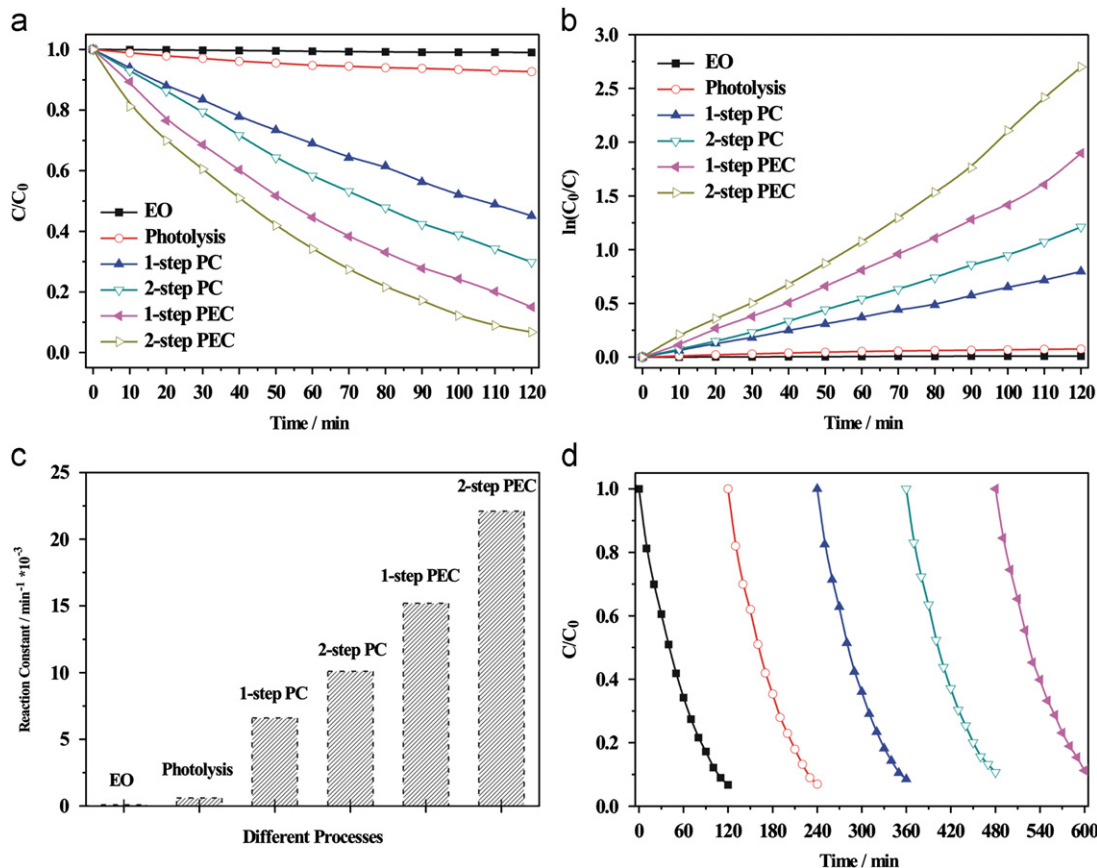 a
C/C0
1.0
0.8
0.6
0.4
0.2
0.0
EO
Photolysis
1-step PC
2-step PC
1-step PEC
2-step PEC
0 10 20 30 40 50 60 70 80 90 100 110 120
Time / min
b
ln(C0/C)
3.0
2.5
2.0
1.5
1.0
0.5
0.0
EO
Photolysis
1-step PC
2-step PC
1-step PEC
2-step PEC
0 10 20 30 40 50 60 70 80 90 100 110 120
Time / min
c
Reaction Constant / min-1 *10-3
25
20
15
10
5
0
EO
Photolysis
1-step PC
2-step PC
1-step PEC
2-step PEC
Different Processes
d
C/C0
1.0
0.8
0.6
0.4
0.2
0.0
0 60 120 180 240 300 360 420 480 540 600
Time / min